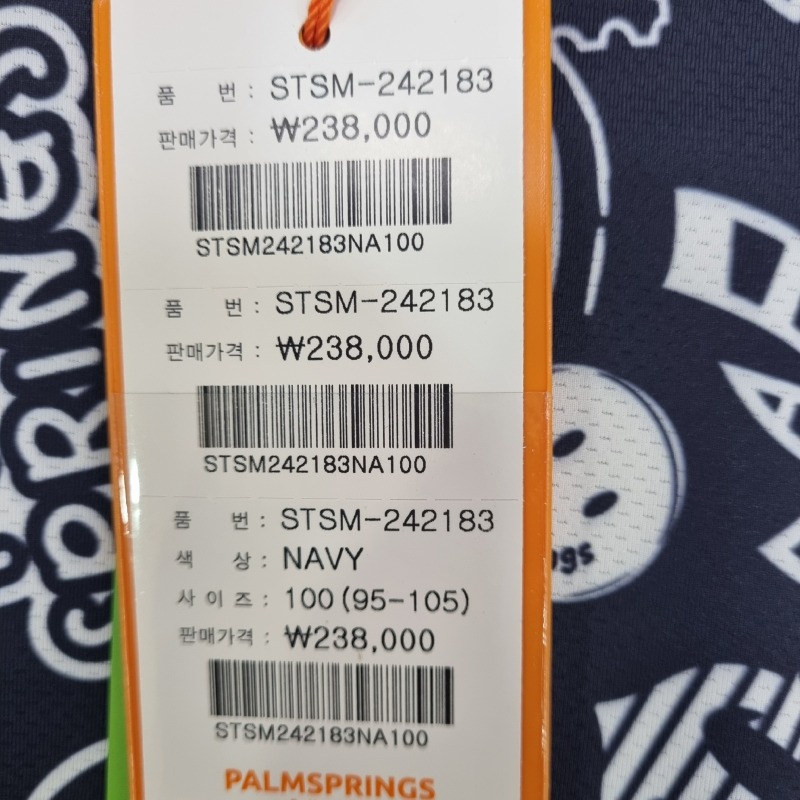 품 번 : STSM-242183
판매가격 : ₩238,000
STSM242183NA100
품 번 : STSM-242183
판매가격 : ₩238,000
STSM242183NA100
품 번 : STSM-242183
색 상 : NAVY
사 이 즈 : 100 (95-105)
판매가격 : ₩238,000
STSM242183NA100
PALMSPRINGS